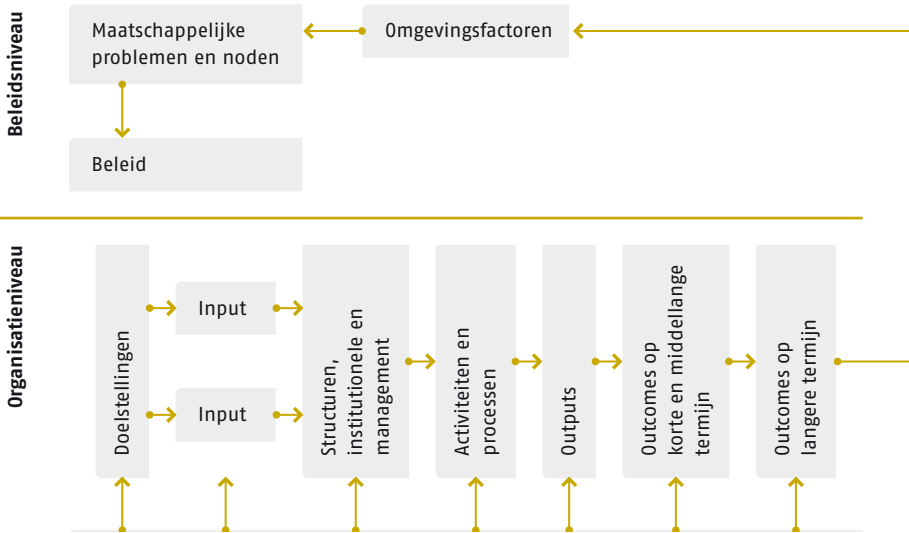 Beleidsniveau
Maatschappelijke
problemen en noden
Omgevingsfactoren
Beleid
Organisatieniveau
Doelstellingen
Input
Input
Structuren,
institutionele en
management
Activiteiten en
processen
Outputs
Outcomes op
korte en middellange
termijn
Outcomes op
langere termijn